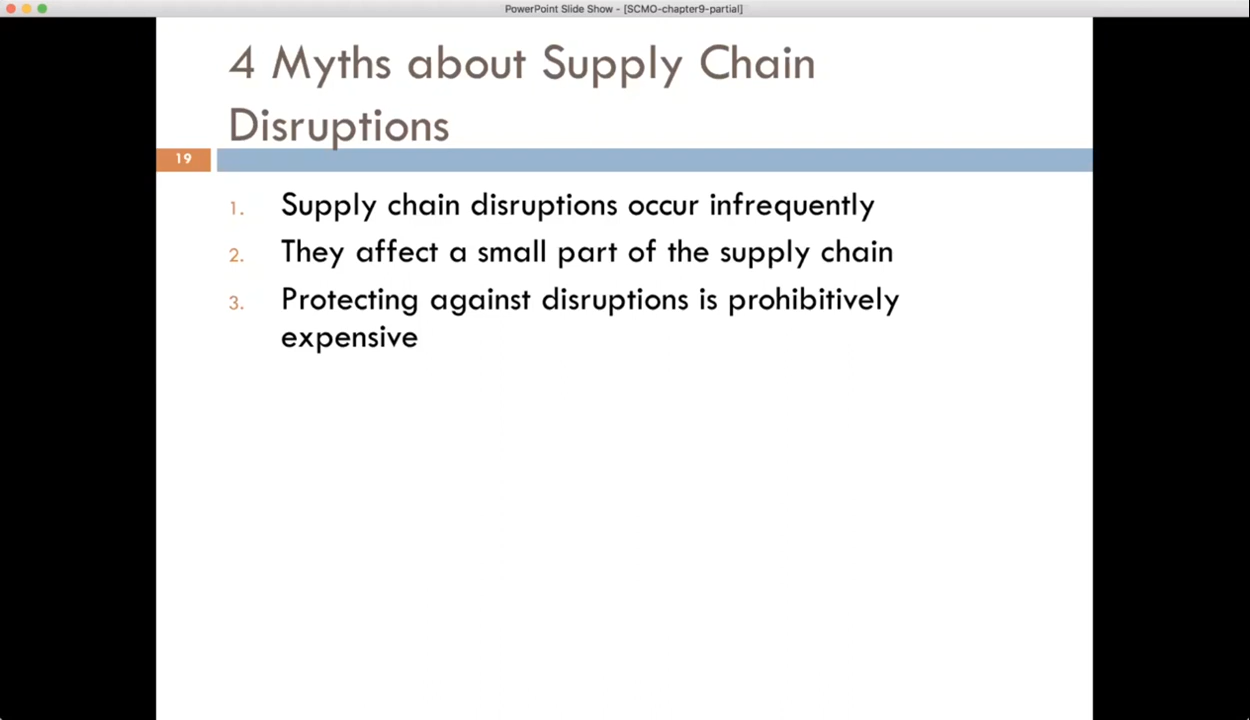 PowerPoint Slide Show - [SCMO-chapter9-partial]
4 Myths about Supply Chain
Disruptions
19
1. Supply chain disruptions occur infrequently
2. They affect a small part of the supply chain
3. Protecting against disruptions is prohibitively
expensive